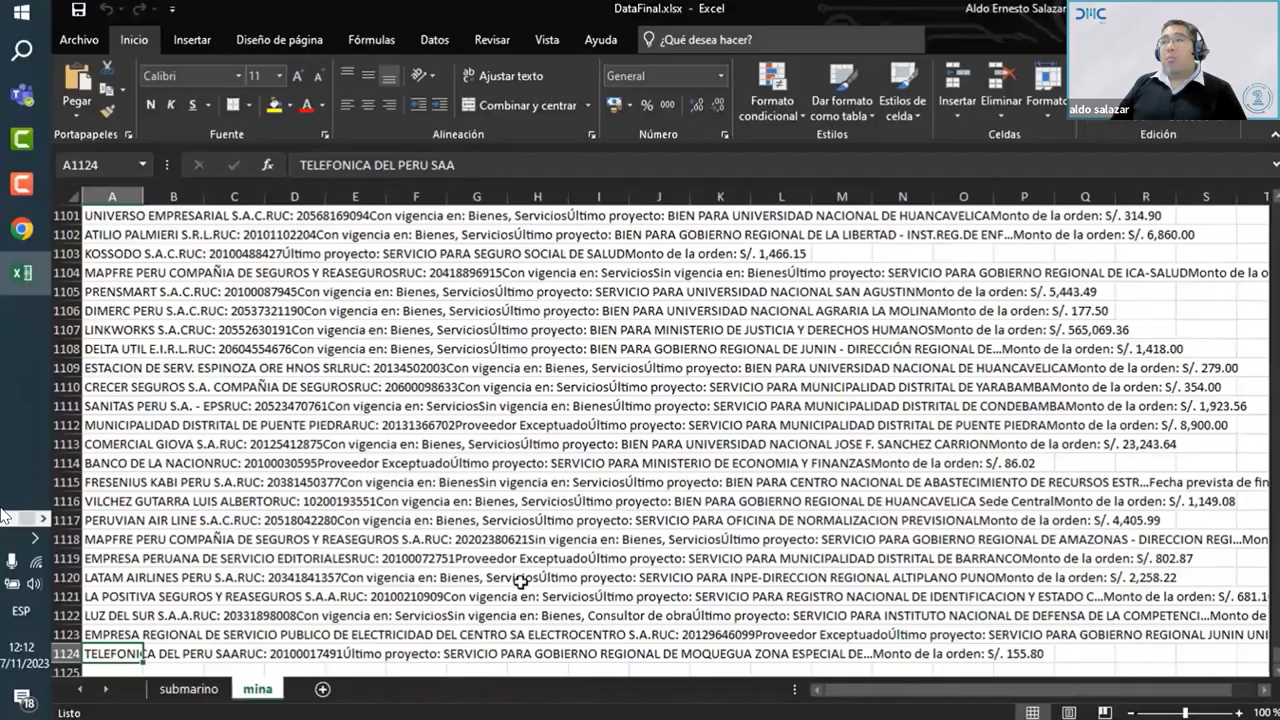 DataFinal.xlsx - Excel
Aldo Ernesto Salazar
DMC
aldo salazar
Archivo Inicio Insertar Diseño de página Fórmulas Datos Revisar Vista Ayuda ¿Qué desea hacer?
Pegar
Calibri 11
N K S
Ajustar texto
Combinar y centrar
General
% 000
Formato condicional
Dar formato como tabla
Estilos de celda
Insertar Eliminar Formato
Portapapeles Fuente Alineación Número Estilos Celdas Edición
A1124 fx TELEFONICA DEL PERU SAA
A B C D E F G H I J K L M N O P Q R S T
1101 UNIVERSO EMPRESARIAL S.A.C.RUC: 20568169094Con vigencia en: Bienes, ServiciosÚltimo proyecto: BIEN PARA UNIVERSIDAD NACIONAL DE HUANCAVELICAMonto de la orden: S/. 314.90
1102 ATILIO PALMIERI S.R.L.RUC: 20101102204Con vigencia en: Bienes, ServiciosÚltimo proyecto: BIEN PARA GOBIERNO REGIONAL DE LA LIBERTAD - INST.REG.DE ENF...Monto de la orden: S/. 6,860.00
1103 KOSSODO S.A.C.RUC: 20100488427Último proyecto: SERVICIO PARA SEGURO SOCIAL DE SALUDMonto de la orden: S/. 1,466.15
1104 MAPFRE PERU COMPAÑIA DE SEGUROS Y REASEGUROSRUC: 20418896915Con vigencia en: ServiciosSin vigencia en: BienesÚltimo proyecto: SERVICIO PARA GOBIERNO REGIONAL DE ICA-SALUDMonto de la o
1105 PRENSMART S.A.C.RUC: 20100087945Con vigencia en: Bienes, ServiciosÚltimo proyecto: SERVICIO PARA UNIVERSIDAD NACIONAL SAN AGUSTINMonto de la orden: S/. 5,443.49
1106 DIMERC PERU S.A.C.RUC: 20537321190Con vigencia en: Bienes, ServiciosÚltimo proyecto: BIEN PARA UNIVERSIDAD NACIONAL AGRARIA LA MOLINAMonto de la orden: S/. 177.50
1107 LINKWORKS S.A.CRUC: 20552630191Con vigencia en: Bienes, ServiciosÚltimo proyecto: BIEN PARA MINISTERIO DE JUSTICIA Y DERECHOS HUMANOSMonto de la orden: S/. 565,069.36
1108 DELTA UTIL E.I.R.L.RUC: 20604554676Con vigencia en: Bienes, ServiciosÚltimo proyecto: BIEN PARA GOBIERNO REGIONAL DE JUNIN - DIRECCIÓN REGIONAL DE...Monto de la orden: S/. 1,418.00
1109 ESTACION DE SERV. ESPINOZA ORE HNOS SRLRUC: 20134502003Con vigencia en: Bienes, ServiciosÚltimo proyecto: BIEN PARA UNIVERSIDAD NACIONAL DE HUANCAVELICAMonto de la orden: S/. 279.00
1110 CRECER SEGUROS S.A. COMPAÑIA DE SEGUROSRUC: 20600098633Con vigencia en: Bienes, ServiciosÚltimo proyecto: SERVICIO PARA MUNICIPALIDAD DISTRITAL DE YARABAMBAMonto de la orden: S/. 354.00
1111 SANITAS PERU S.A. - EPSRUC: 20523470761Con vigencia en: ServiciosSin vigencia en: BienesÚltimo proyecto: SERVICIO PARA MUNICIPALIDAD DISTRITAL DE CONDEBAMBAMonto de la orden: S/. 1,923.56
1112 MUNICIPALIDAD DISTRITAL DE PUENTE PIEDRARUC: 20131366702Proveedor ExceptuadoÚltimo proyecto: SERVICIO PARA MUNICIPALIDAD DISTRITAL DE PUENTE PIEDRAMonto de la orden: S/. 8,900.00
1113 COMERCIAL GIOVA S.A.RUC: 20125412875Con vigencia en: Bienes, ServiciosÚltimo proyecto: BIEN PARA UNIVERSIDAD NACIONAL JOSE F. SANCHEZ CARRIONMonto de la orden: S/. 23,243.64
1114 BANCO DE LA NACIONRUC: 20100030595Proveedor ExceptuadoÚltimo proyecto: SERVICIO PARA MINISTERIO DE ECONOMIA Y FINANZASMonto de la orden: S/. 86.02
1115 FRESENIUS KABI PERU S.A.RUC: 20381450377Con vigencia en: BienesSin vigencia en: ServiciosÚltimo proyecto: BIEN PARA CENTRO NACIONAL DE ABASTECIMIENTO DE RECURSOS ESTR...Fecha prevista de fin
1116 VILCHEZ GUTARRA LUIS ALBERTORUC: 10200193551Con vigencia en: Bienes, ServiciosÚltimo proyecto: BIEN PARA GOBIERNO REGIONAL DE HUANCAVELICA Sede CentralMonto de la orden: S/. 1,149.08
1117 PERUVIAN AIR LINE S.A.C.RUC: 20518042280Con vigencia en: Bienes, ServiciosÚltimo proyecto: SERVICIO PARA OFICINA DE NORMALIZACION PREVISIONALMonto de la orden: S/. 4,405.99
1118 MAPFRE PERU COMPAÑIA DE SEGUROS Y REASEGUROS S.A.RUC: 20202380621Sin vigencia en: Bienes, ServiciosÚltimo proyecto: SERVICIO PARA GOBIERNO REGIONAL DE AMAZONAS - DIRECCION REGI...Mon
1119 EMPRESA PERUANA DE SERVICIO EDITORIALESRUC: 20100072751Proveedor ExceptuadoÚltimo proyecto: SERVICIO PARA MUNICIPALIDAD DISTRITAL DE BARRANCOMonto de la orden: S/. 802.87
1120 LATAM AIRLINES PERU S.A.RUC: 20341841357Con vigencia en: Bienes, ServiciosÚltimo proyecto: SERVICIO PARA INPE-DIRECCION REGIONAL ALTIPLANO PUNOMonto de la orden: S/. 2,258.22
1121 LA POSITIVA SEGUROS Y REASEGUROS S.A.A.RUC: 20100210909Con vigencia en: Bienes, ServiciosÚltimo proyecto: SERVICIO PARA REGISTRO NACIONAL DE IDENTIFICACION Y ESTADO C...Monto de la orden: S/. 681.1
1122 LUZ DEL SUR S.A.A.RUC: 20331898008Con vigencia en: ServiciosSin vigencia en: Bienes, Consultor de obraÚltimo proyecto: SERVICIO PARA INSTITUTO NACIONAL DE DEFENSA DE LA COMPETENCI...Monto de
1123 EMPRESA REGIONAL DE SERVICIO PUBLICO DE ELECTRICIDAD DEL CENTRO SA ELECTROCENTRO S.A.RUC: 20129646099Proveedor ExceptuadoÚltimo proyecto: SERVICIO PARA GOBIERNO REGIONAL JUNIN UNI
1124 TELEFONICA DEL PERU SAARUC: 20100017491Último proyecto: SERVICIO PARA GOBIERNO REGIONAL DE MOQUEGUA ZONA ESPECIAL DE...Monto de la orden: S/. 155.80
1125
submarino mina
Listo
100 %
ESP
12:12
7/11/2023
18